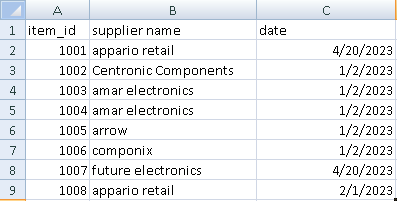 A B C
1 item_id supplier name date
2 1001 appario retail 4/20/2023
3 1002 Centronic Components 1/2/2023
4 1003 amar electronics 1/2/2023
5 1004 amar electronics 1/2/2023
6 1005 arrow 1/2/2023
7 1006 componix 1/2/2023
8 1007 future electronics 4/20/2023
9 1008 appario retail 2/1/2023